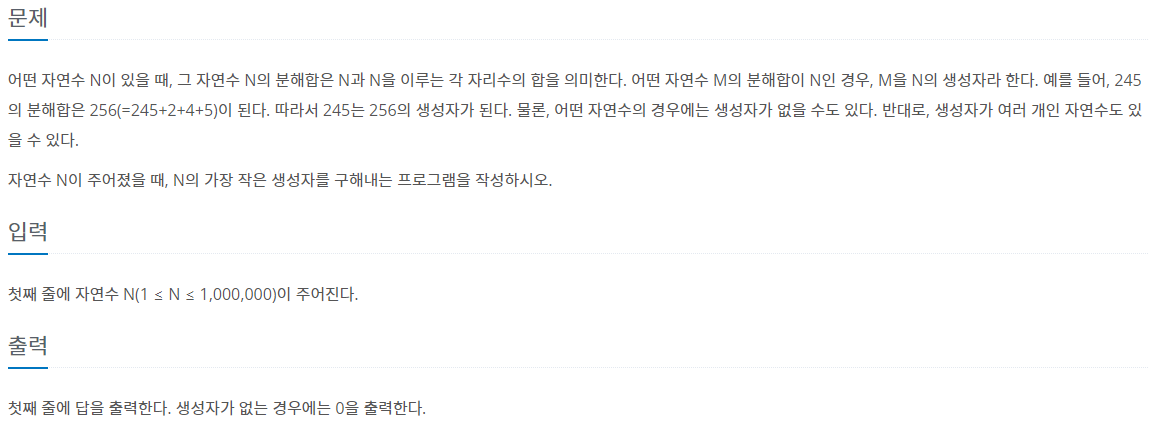 문제
어떤 자연수 N이 있을 때, 그 자연수 N의 분해합은 N과 N을 이루는 각 자리수의 합을 의미한다. 어떤 자연수 M의 분해합이 N인 경우, M을 N의 생성자라 한다. 예를 들어, 245
의 분해합은 256(=245+2+4+5)이 된다. 따라서 245는 256의 생성자가 된다. 물론, 어떤 자연수의 경우에는 생성자가 없을 수도 있다. 반대로, 생성자가 여러 개인 자연수도 있
을 수 있다.
자연수 N이 주어졌을 때, N의 가장 작은 생성자를 구해내는 프로그램을 작성하시오.
입력
첫째 줄에 자연수 N(1 ≤ N ≤ 1,000,000)이 주어진다.
출력
첫째 줄에 답을 출력한다. 생성자가 없는 경우에는 0을 출력한다.